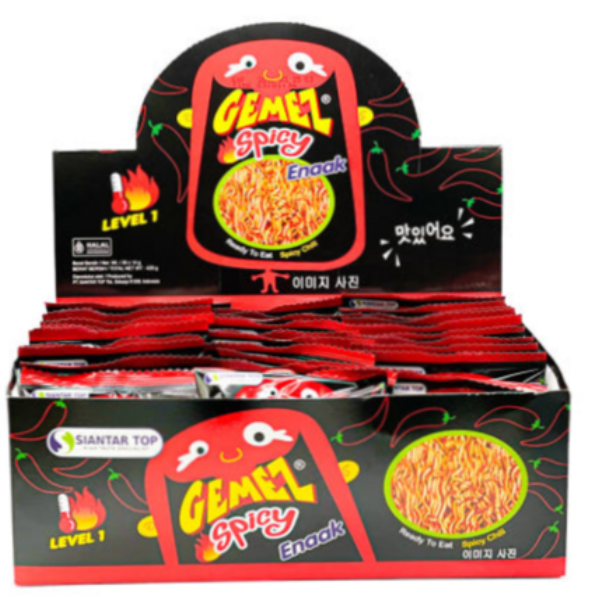 GEMEZ®
Spicy
Enaak
LEVEL 1
HALAL
Ready To Eat
Spicy Chili
맛있어요
이미지 사진
SIANTAR TOP
GEMEZ®
Spicy
Enaak
LEVEL 1
Ready To Eat
Spicy Chili
이미지 사진